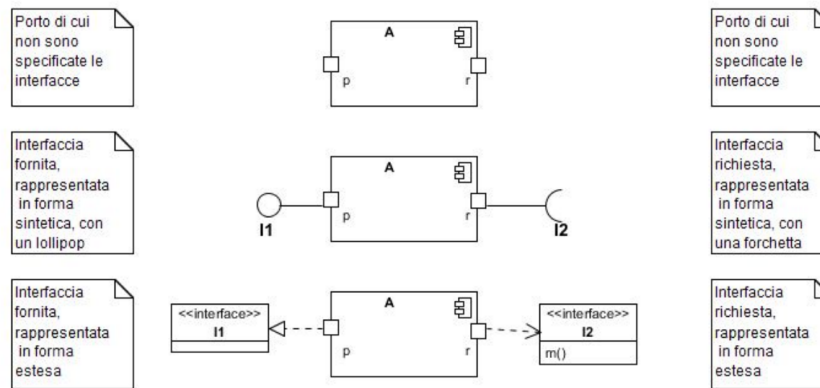 Porto di cui
non sono
specificate le
interfacce
A
p
r
Porto di cui
non sono
specificate le
interfacce
Interfaccia
fornita,
rappresentata
in forma
sintetica, con
un lollipop
A
p
r
I1
I2
Interfaccia
richiesta,
rappresentata
in forma
sintetica, con
una forchetta
Interfaccia
fornita,
rappresentata
in forma
estesa
<<interface>>
I1
A
p
r
<<interface>>
I2
m()
Interfaccia
richiesta,
rappresentata
in forma
estesa